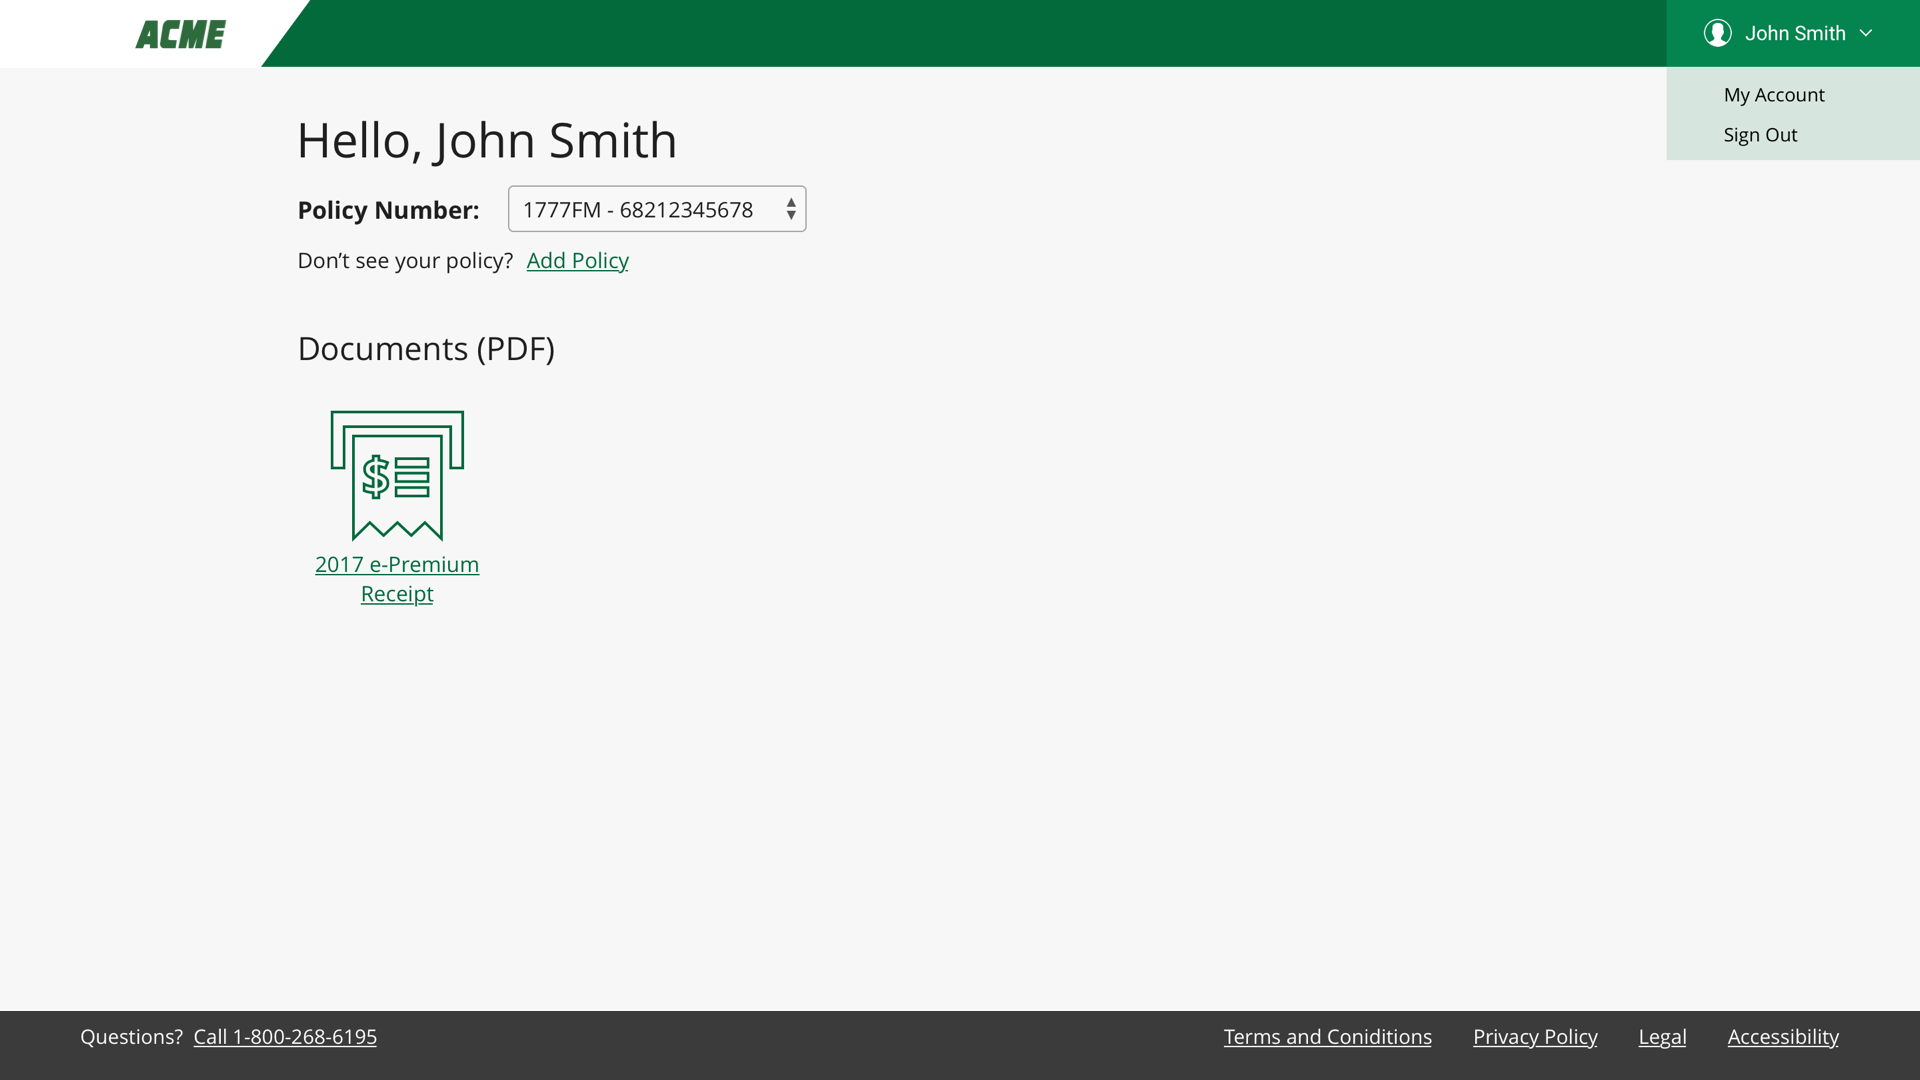 ACME
John Smith
My Account
Sign Out
Hello, John Smith
Policy Number: 1777FM - 68212345678
Don’t see your policy? Add Policy
Documents (PDF)
$
2017 e-Premium
Receipt
Questions? Call 1-800-268-6195 Terms and Coniditions Privacy Policy Legal Accessibility